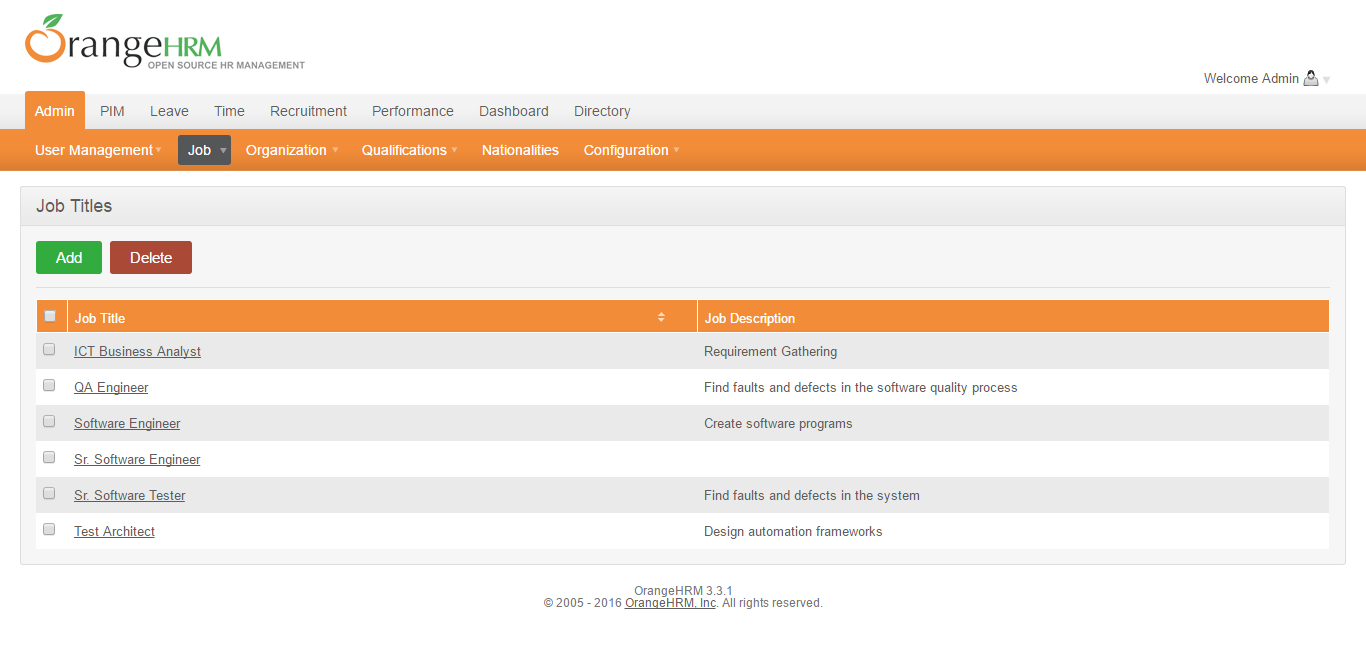 OrangeHRM
OPEN SOURCE HR MANAGEMENT
Welcome Admin
Admin PIM Leave Time Recruitment Performance Dashboard Directory
User Management Job Organization Qualifications Nationalities Configuration
Job Titles
Add Delete
Job Title Job Description
ICT Business Analyst Requirement Gathering
QA Engineer Find faults and defects in the software quality process
Software Engineer Create software programs
Sr. Software Engineer
Sr. Software Tester Find faults and defects in the system
Test Architect Design automation frameworks
OrangeHRM 3.3.1
© 2005 - 2016 OrangeHRM, Inc. All rights reserved.